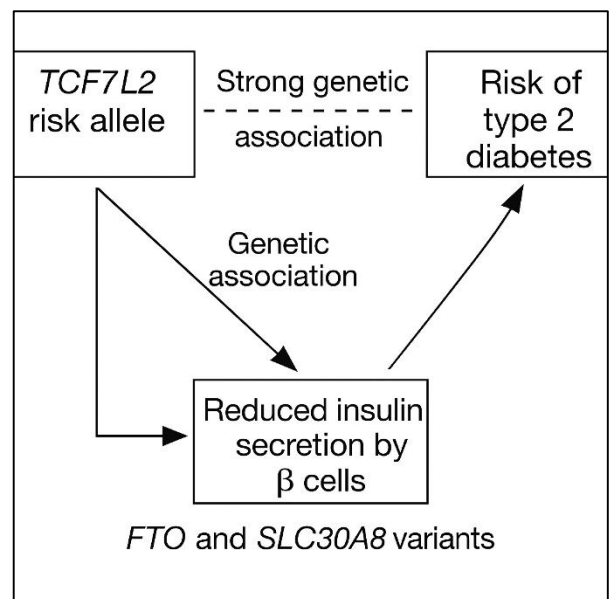 TCF7L2
risk allele
Strong genetic
association
Risk of
type 2
diabetes
Genetic
association
Reduced insulin
secretion by
β cells
FTO and SLC30A8 variants